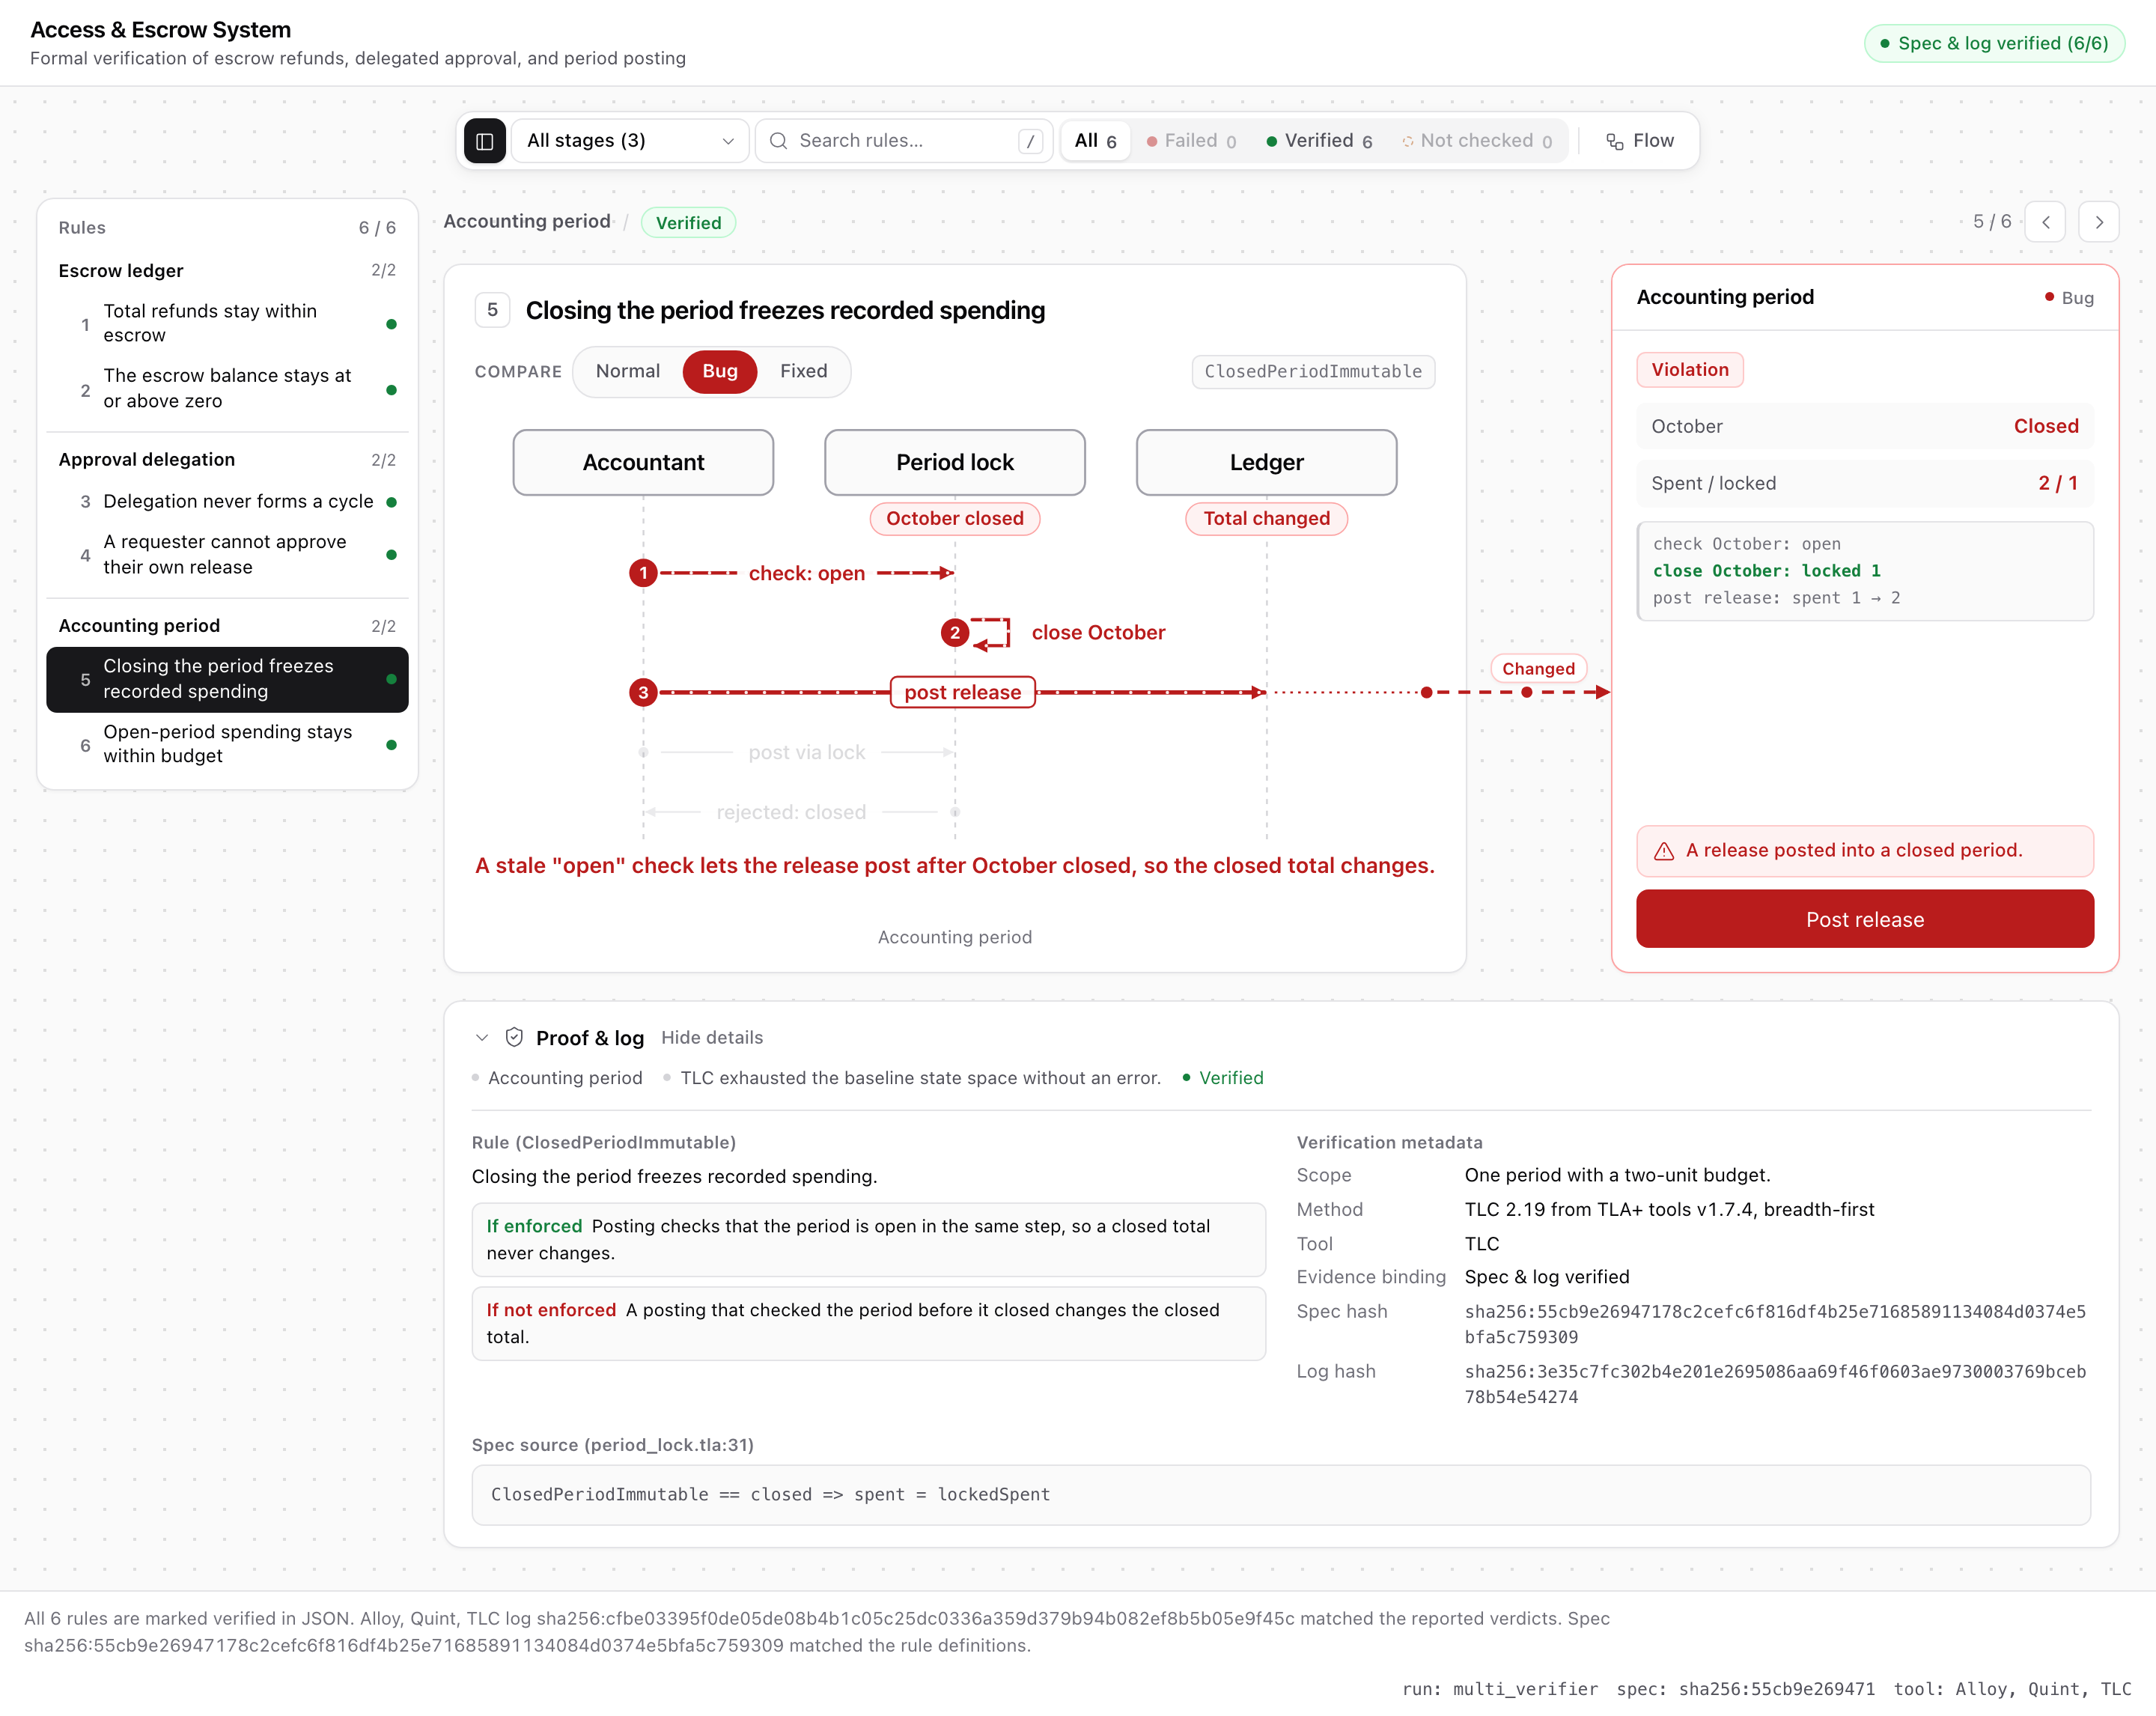 Access & Escrow System
Formal verification of escrow refunds, delegated approval, and period posting
Spec & log verified (6/6)
All stages (3)
Search rules...
/
All 6
Failed 0
Verified 6
Not checked 0
Flow
Rules 6 / 6
Escrow ledger 2/2
1 Total refunds stay within
escrow
2 The escrow balance stays at
or above zero
Approval delegation 2/2
3 Delegation never forms a cycle
4 A requester cannot approve
their own release
Accounting period 2/2
5 Closing the period freezes
recorded spending
6 Open-period spending stays
within budget
Accounting period / Verified
5 / 6
5 Closing the period freezes recorded spending
COMPARE Normal Bug Fixed
ClosedPeriodImmutable
Accountant Period lock Ledger
October closed Total changed
1 check: open
2 close October
3 post release
Changed
post via lock
rejected: closed
A stale "open" check lets the release post after October closed, so the closed total changes.
Accounting period
Accounting period Bug
Violation
October Closed
Spent / locked 2 / 1
check October: open
close October: locked 1
post release: spent 1 → 2
A release posted into a closed period.
Post release
Proof & log Hide details
Accounting period TLC exhausted the baseline state space without an error. Verified
Rule (ClosedPeriodImmutable)
Closing the period freezes recorded spending.
If enforced Posting checks that the period is open in the same step, so a closed total
never changes.
If not enforced A posting that checked the period before it closed changes the closed
total.
Verification metadata
Scope One period with a two-unit budget.
Method TLC 2.19 from TLA+ tools v1.7.4, breadth-first
Tool TLC
Evidence binding Spec & log verified
Spec hash sha256:55cb9e26947178c2cefc6f816df4b25e71685891134084d0374e5
bfa5c759309
Log hash sha256:3e35c7fc302b4e201e2695086aa69f46f0603ae9730003769bceb
78b54e54274
Spec source (period_lock.tla:31)
ClosedPeriodImmutable == closed => spent = lockedSpent
All 6 rules are marked verified in JSON. Alloy, Quint, TLC log sha256:cfbe03395f0de05de08b4b1c05c25dc0336a359d379b94b082ef8b5b05e9f45c matched the reported verdicts. Spec
sha256:55cb9e26947178c2cefc6f816df4b25e71685891134084d0374e5bfa5c759309 matched the rule definitions.
run: multi_verifier spec: sha256:55cb9e269471 tool: Alloy, Quint, TLC